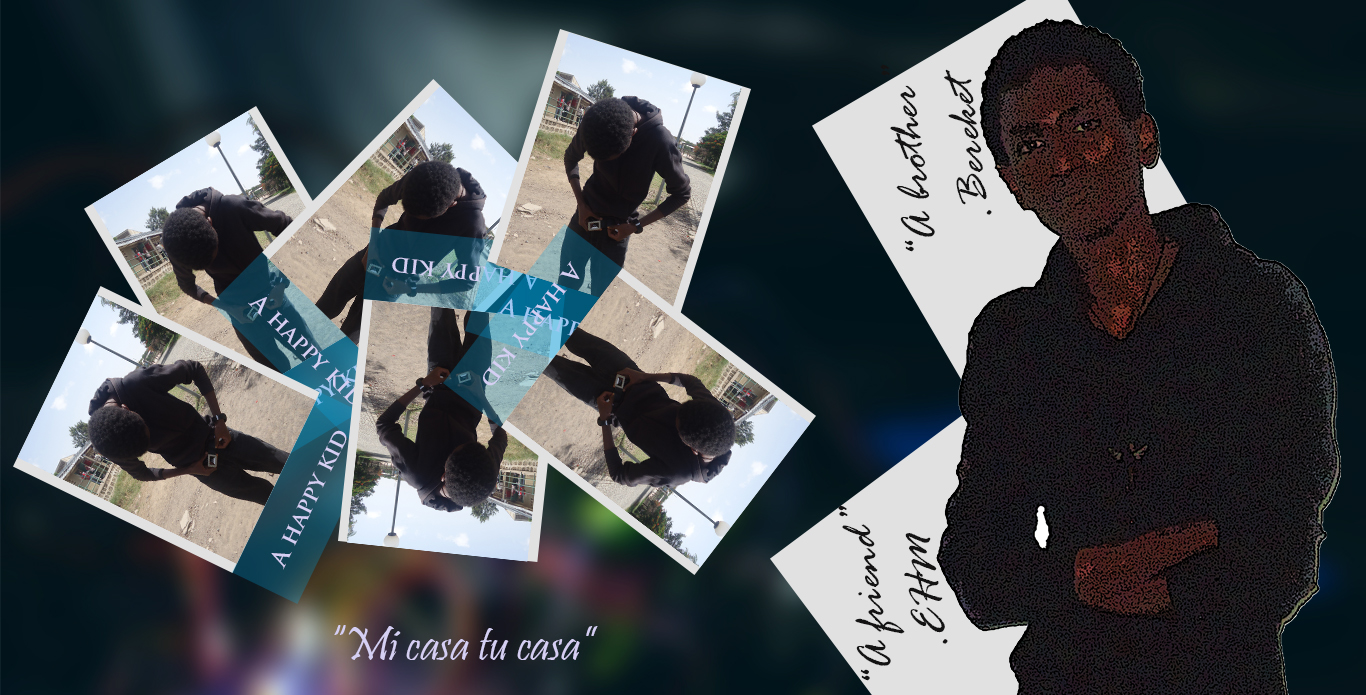 A HAPPY KID
A HAPPY KID
A HAPPY KID
A HAPPY KID
A HAPPY KID
"Mi casa tu casa"
"A brother
.Bereket
"A friend"
.EHM